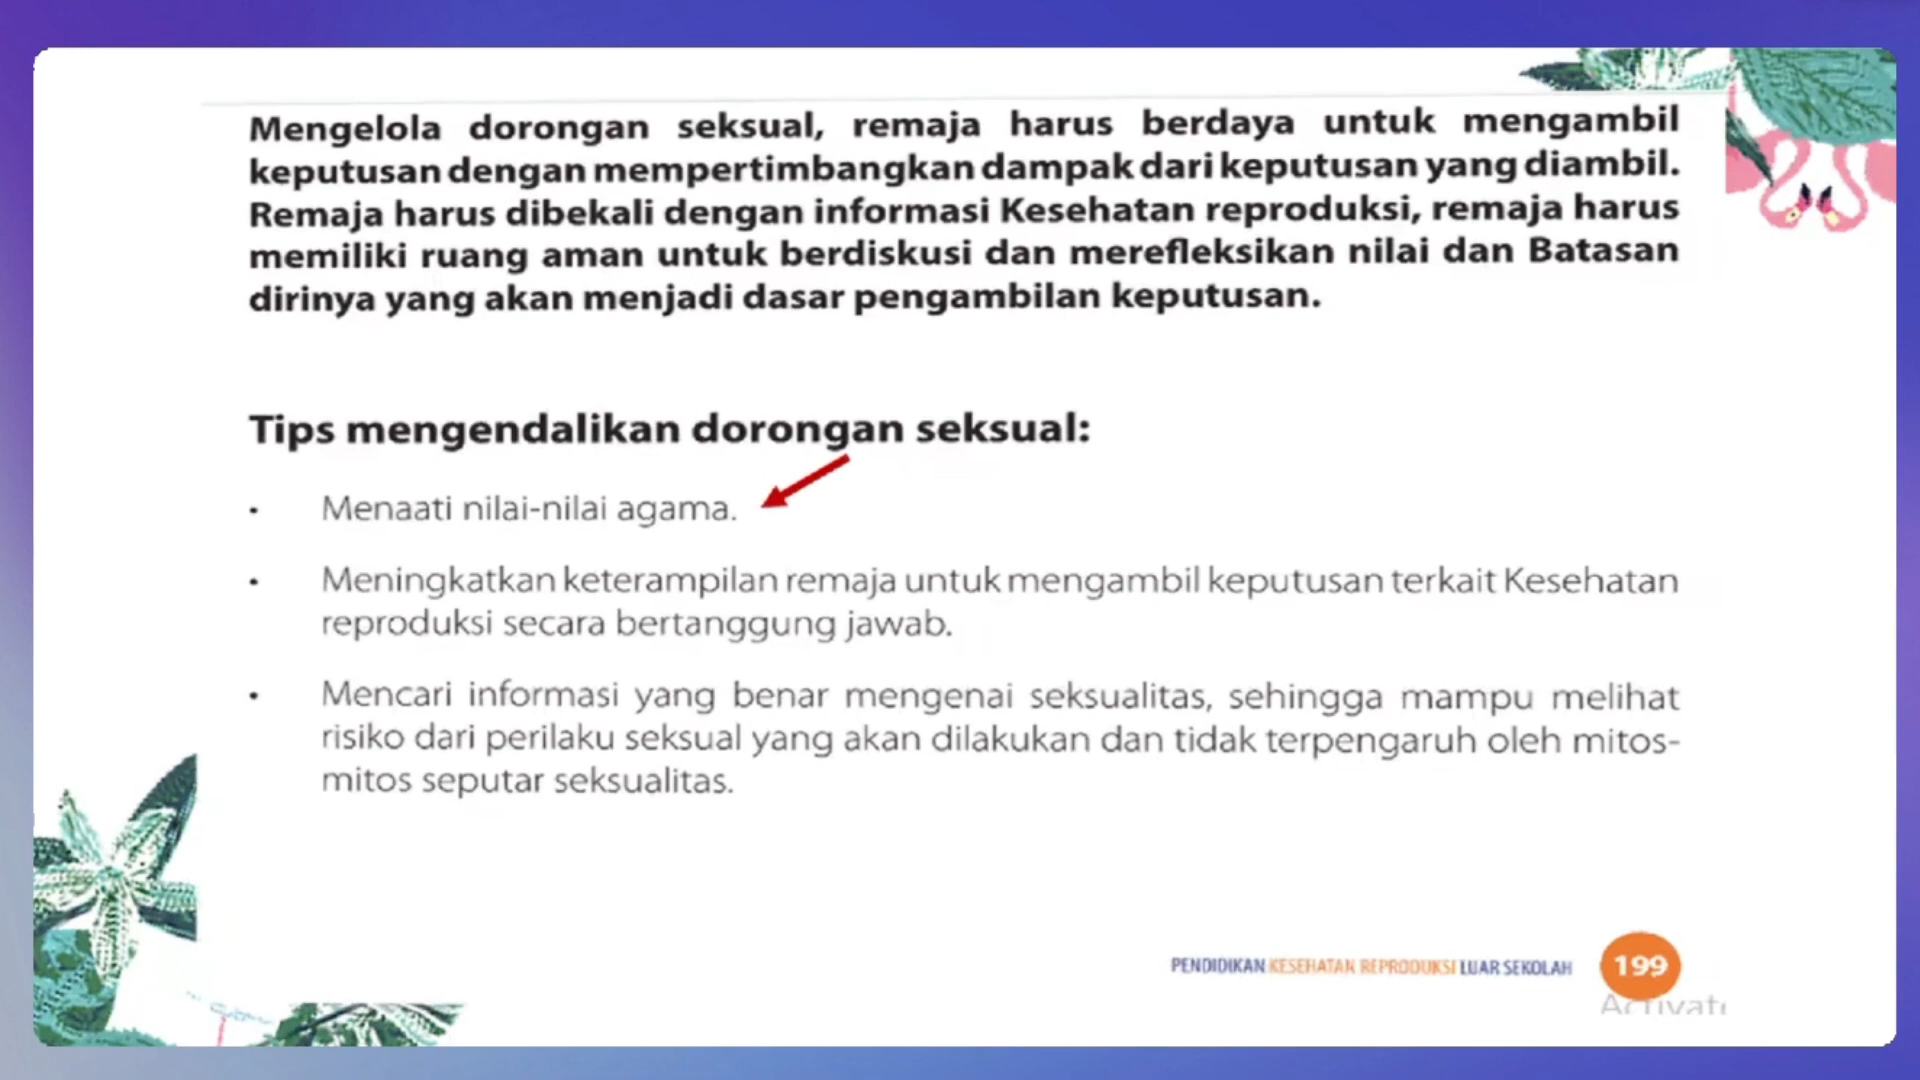 Mengelola dorongan seksual, remaja harus berdaya untuk mengambil
keputusan dengan mempertimbangkan dampak dari keputusan yang diambil.
Remaja harus dibekali dengan informasi Kesehatan reproduksi, remaja harus
memiliki ruang aman untuk berdiskusi dan merefleksikan nilai dan Batasan
dirinya yang akan menjadi dasar pengambilan keputusan.
Tips mengendalikan dorongan seksual:
• Menaati nilai-nilai agama.
• Meningkatkan keterampilan remaja untuk mengambil keputusan terkait Kesehatan
reproduksi secara bertanggung jawab.
• Mencari informasi yang benar mengenai seksualitas, sehingga mampu melihat
risiko dari perilaku seksual yang akan dilakukan dan tidak terpengaruh oleh mitos-
mitos seputar seksualitas.
PENDIDIKAN KESEHATAN REPRODUKSI LUAR SEKOLAH 199